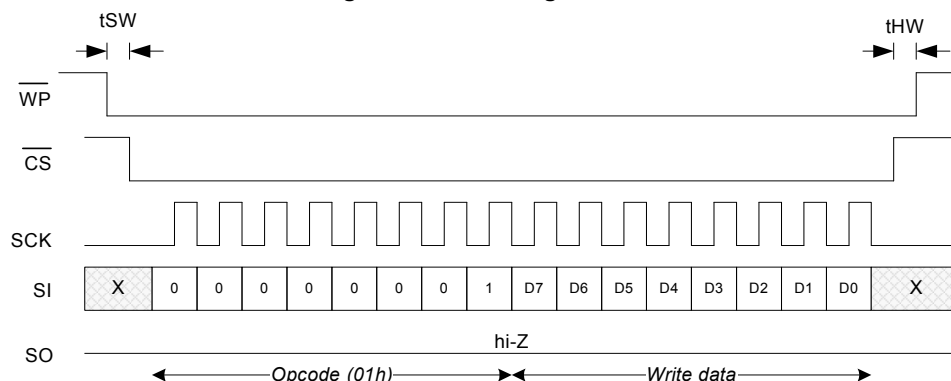 tSW tHW
WP
CS
SCK
SI X 0 0 0 0 0 0 0 1 D7 D6 D5 D4 D3 D2 D1 D0 X
hi-Z
SO
Opcode (01h) Write data